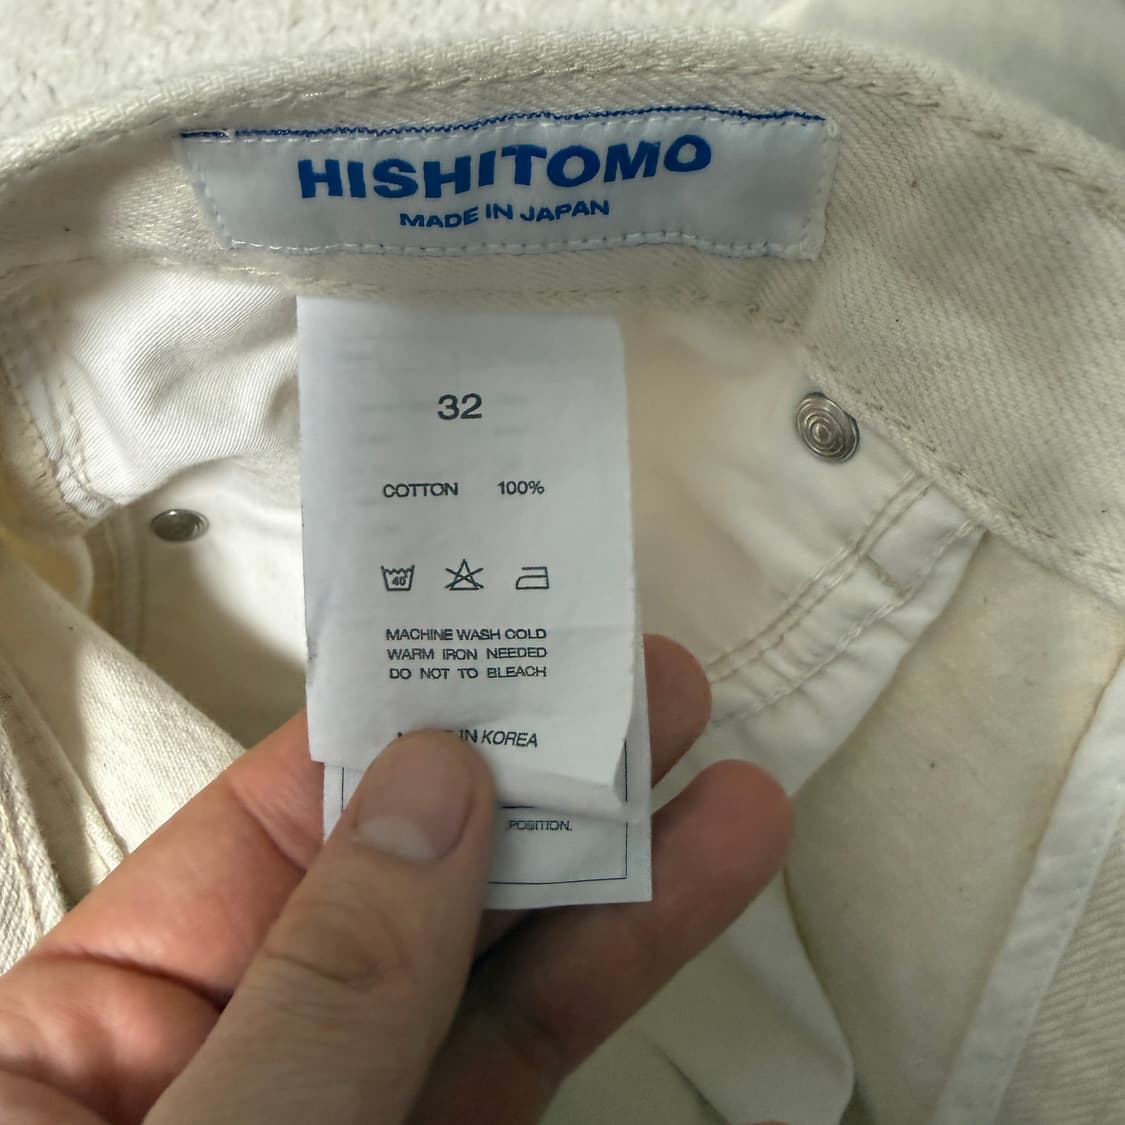 HISHITOMO
MADE IN JAPAN
32
COTTON 100%
40
MACHINE WASH COLD
WARM IRON NEEDED
DO NOT TO BLEACH
IN KOREA
POSITION.